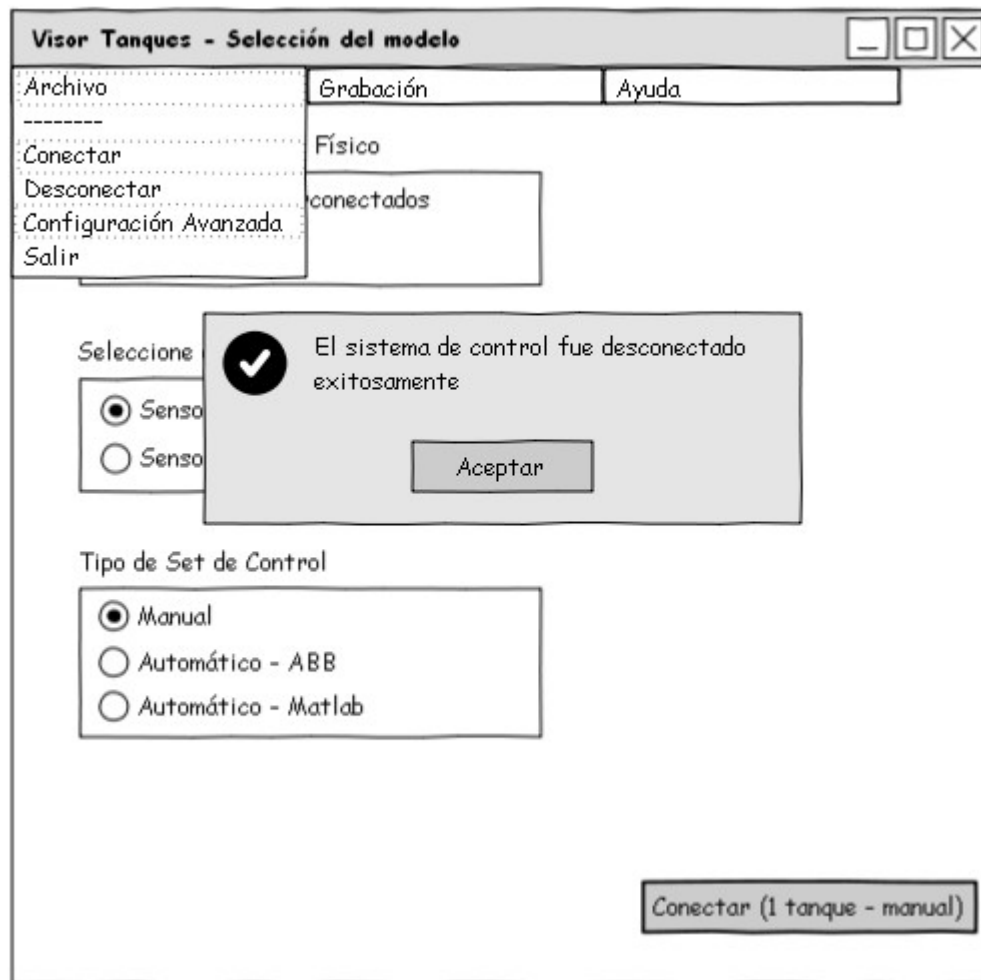 Visor Tanques - Selección del modelo
Archivo
Grabación
Ayuda
--------
Conectar
Desconectar
Configuración Avanzada
Salir
Físico
conectados
Seleccione
El sistema de control fue desconectado
exitosamente
Aceptar
Tipo de Set de Control
Manual
Automático - ABB
Automático - Matlab
Conectar (1 tanque - manual)